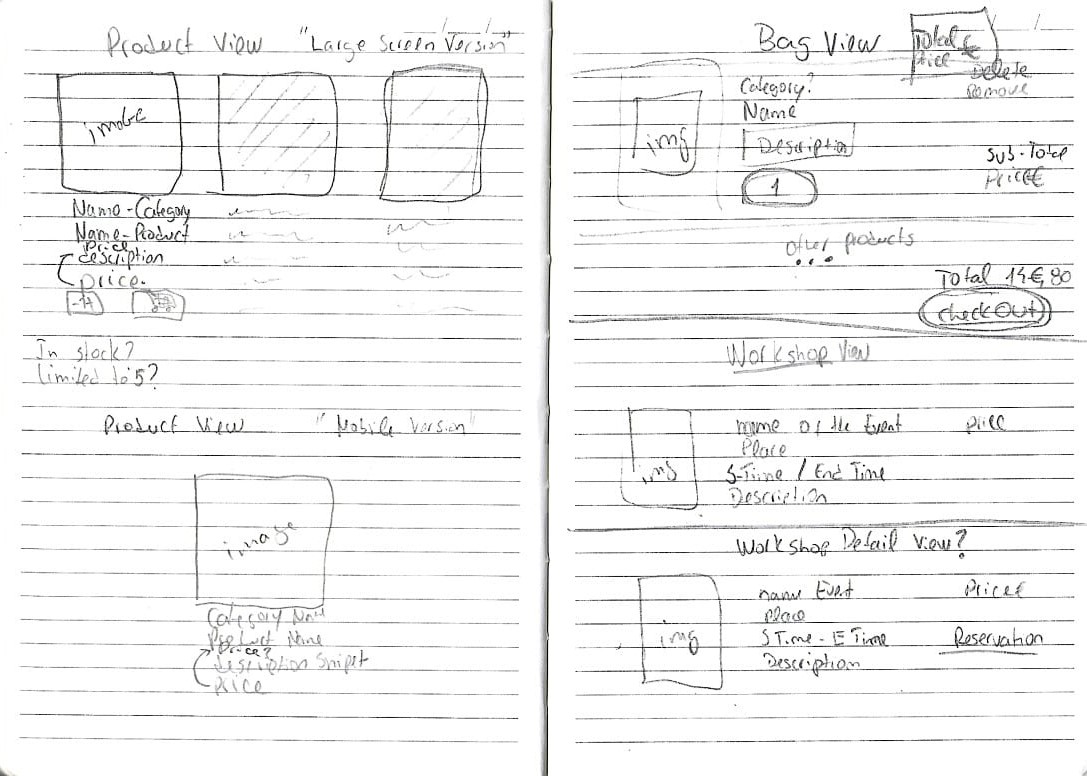 Product View "Large Screen Version"
image
Name-Category
Name-Product
Price
description
price.
In stock?
Limited to 5?
Product View "Mobile Version"
image
Category Name
Product Name
Price?
Description Snipet
Price
Bag View
Total €
Price
Delete
Remove
Category?
Name
img
Description
1
Sub-Total
Price€
other products
...
Total 14€,80
CheckOut
Workshop View
img
name of the Event price
Place
S-Time / End Time
Description
Workshop Detail View?
img
name Event Price€
place
S Time - E Time Reservation
Description